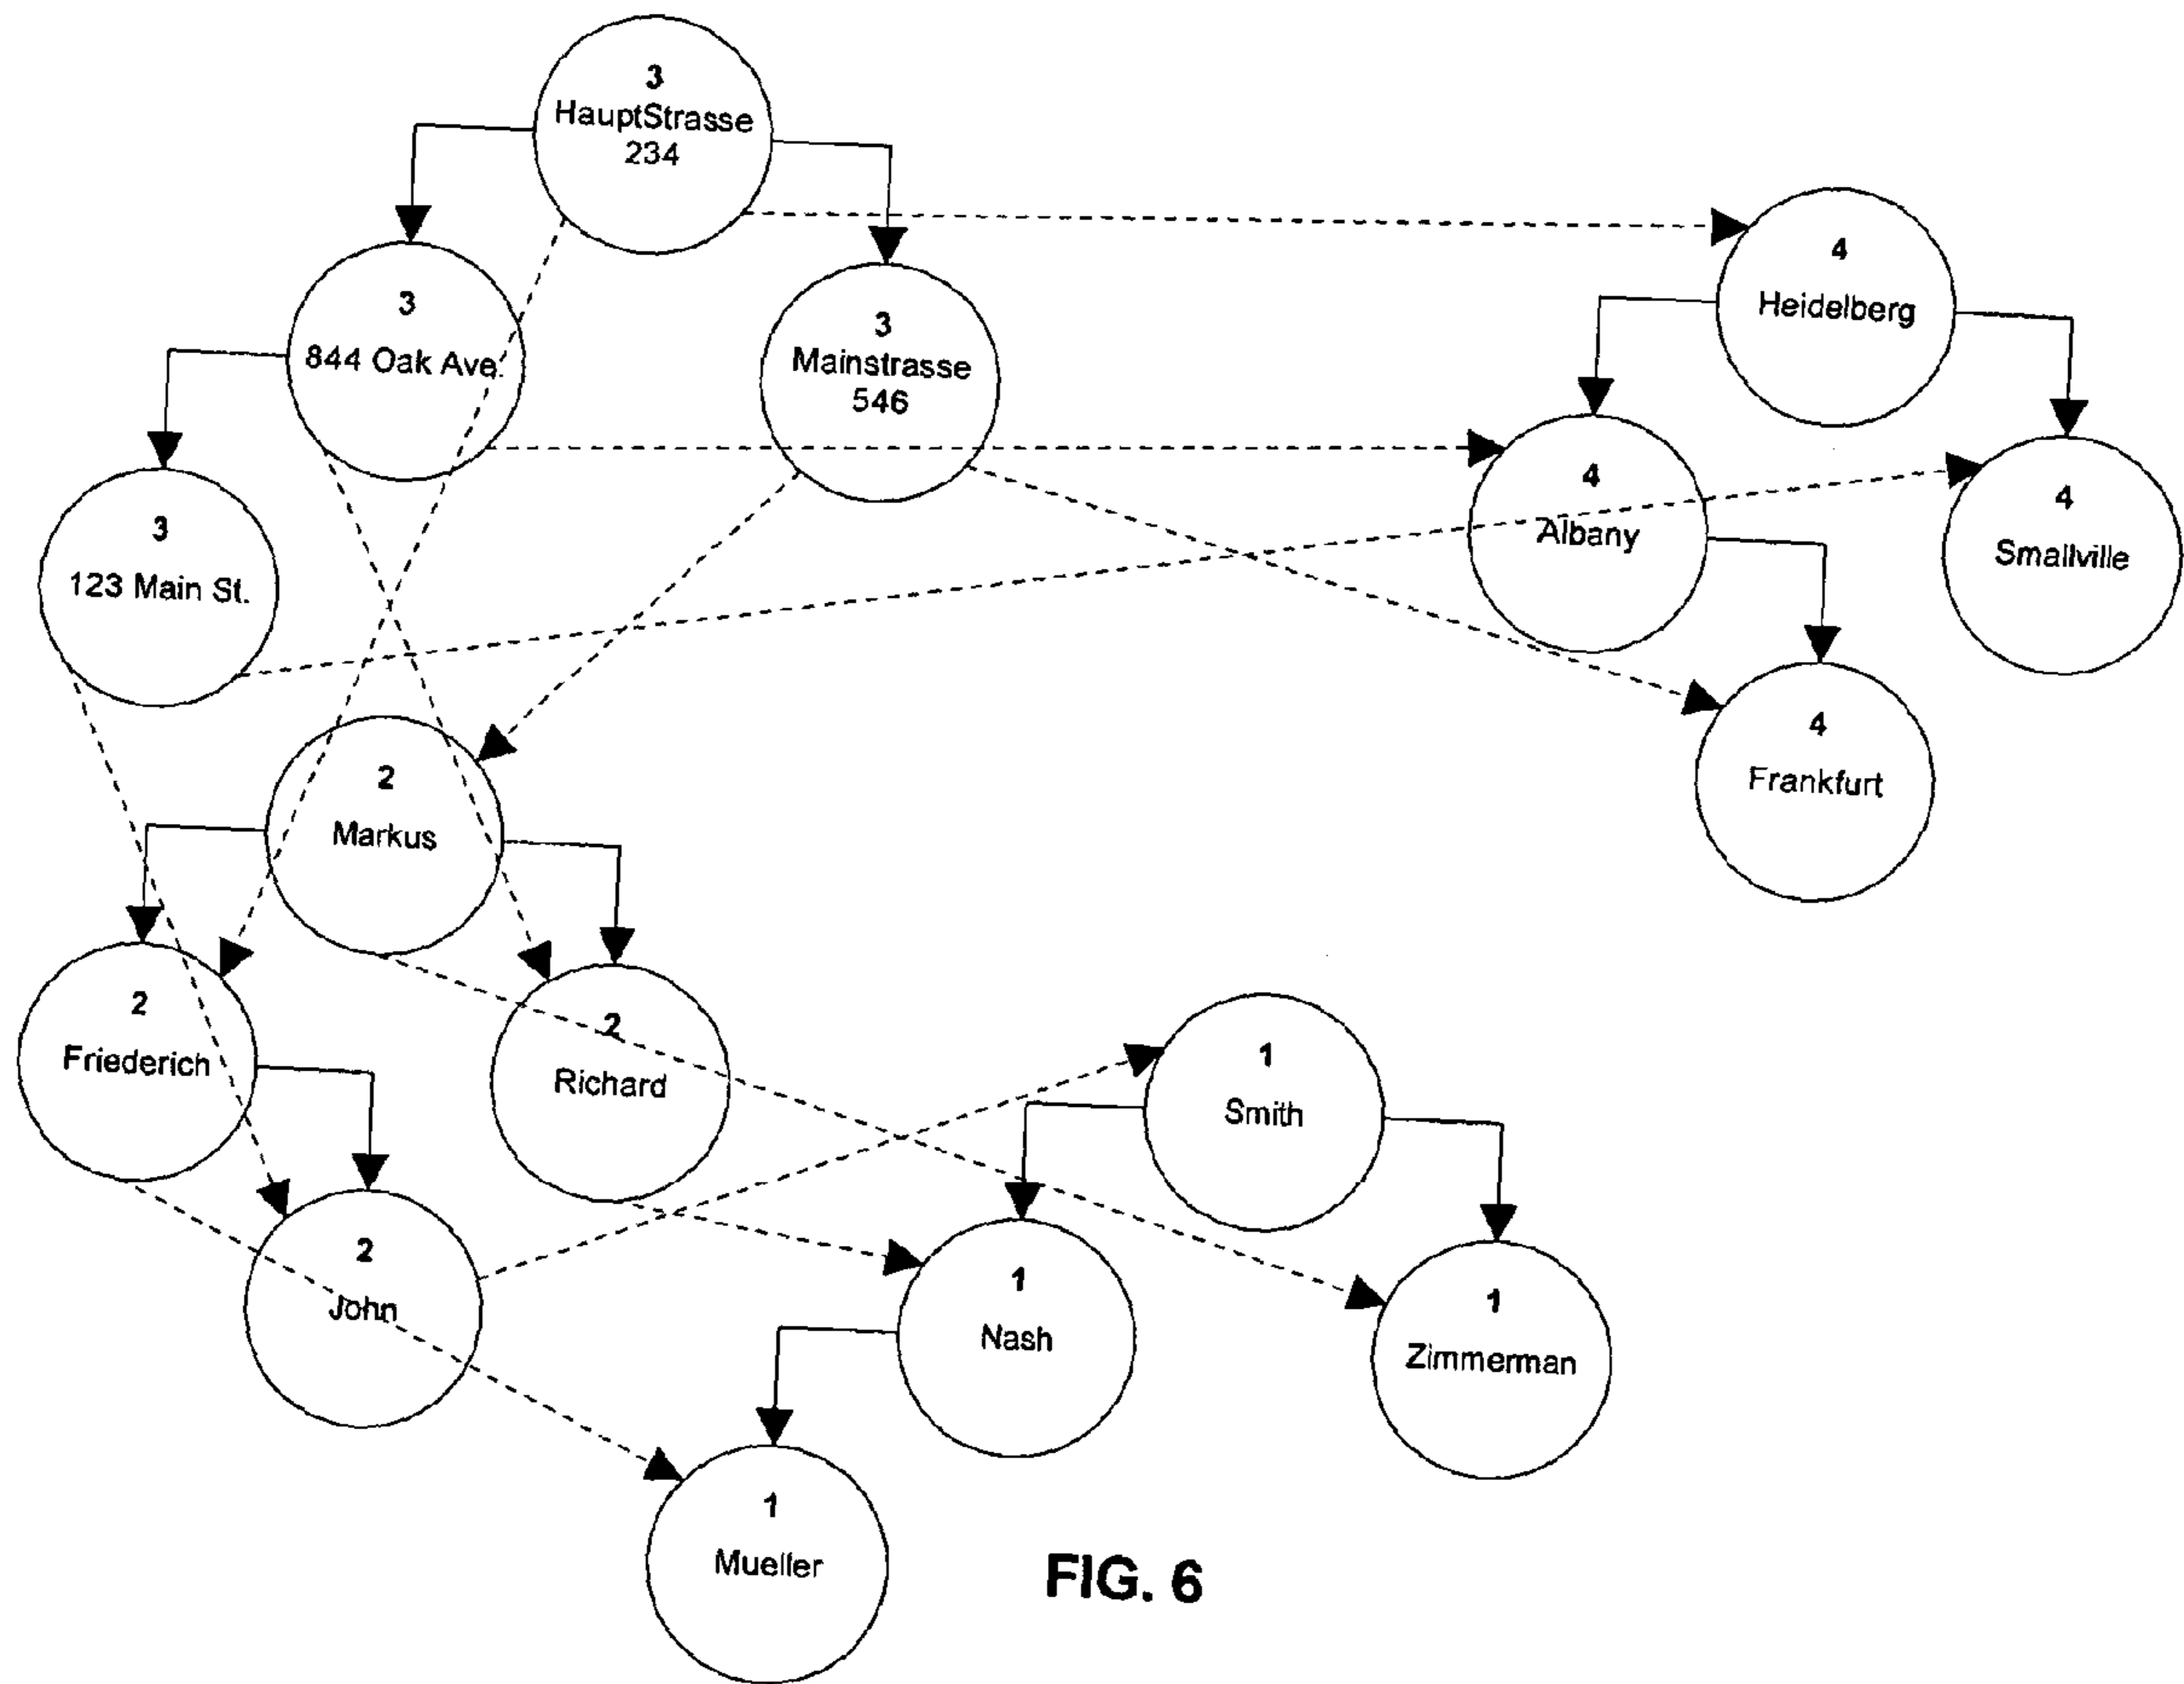 3
HauptStrasse
234
4
Heidelberg
3
844 Oak Ave.
3
Mainstrasse
546
4
Albany
4
Smallville
3
123 Main St.
4
Frankfurt
2
Markus
2
Friederich
2
Richard
1
Smith
2
John
1
Nash
1
Zimmerman
1
Mueller
FIG. 6